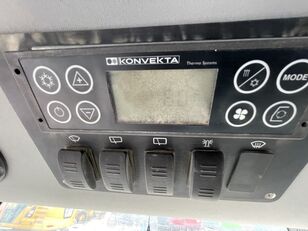 KONVEKTA
Thermo Systems
MODE